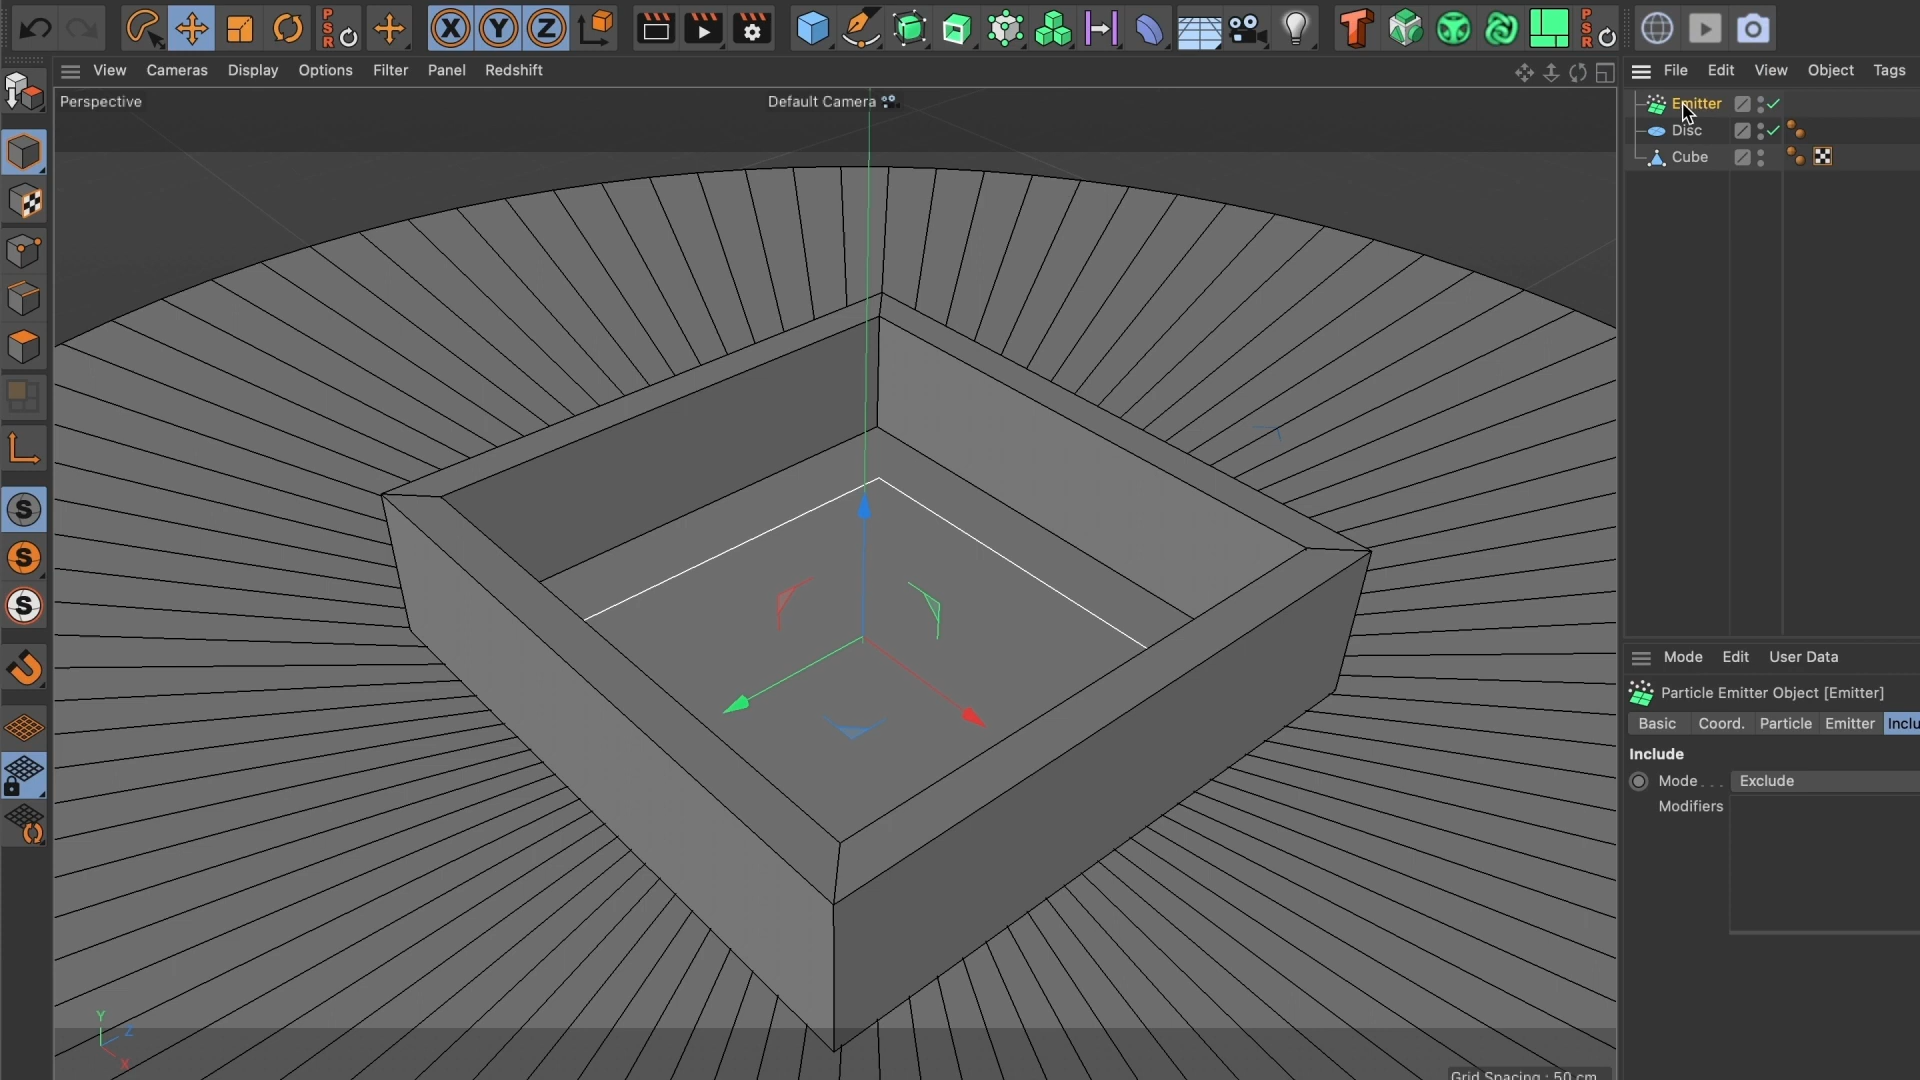 P
S
R
X
Y
Z
P
S
R
View
Cameras
Display
Options
Filter
Panel
Redshift
File
Edit
View
Object
Tags
Perspective
Default Camera
Emitter
Disc
Cube
S
S
S
Mode
Edit
User Data
Particle Emitter Object [Emitter]
Basic
Coord.
Particle
Emitter
Inclu
Include
Mode . . .
Exclude
Modifiers
Y
Z
X
Grid Spacing : 50 cm